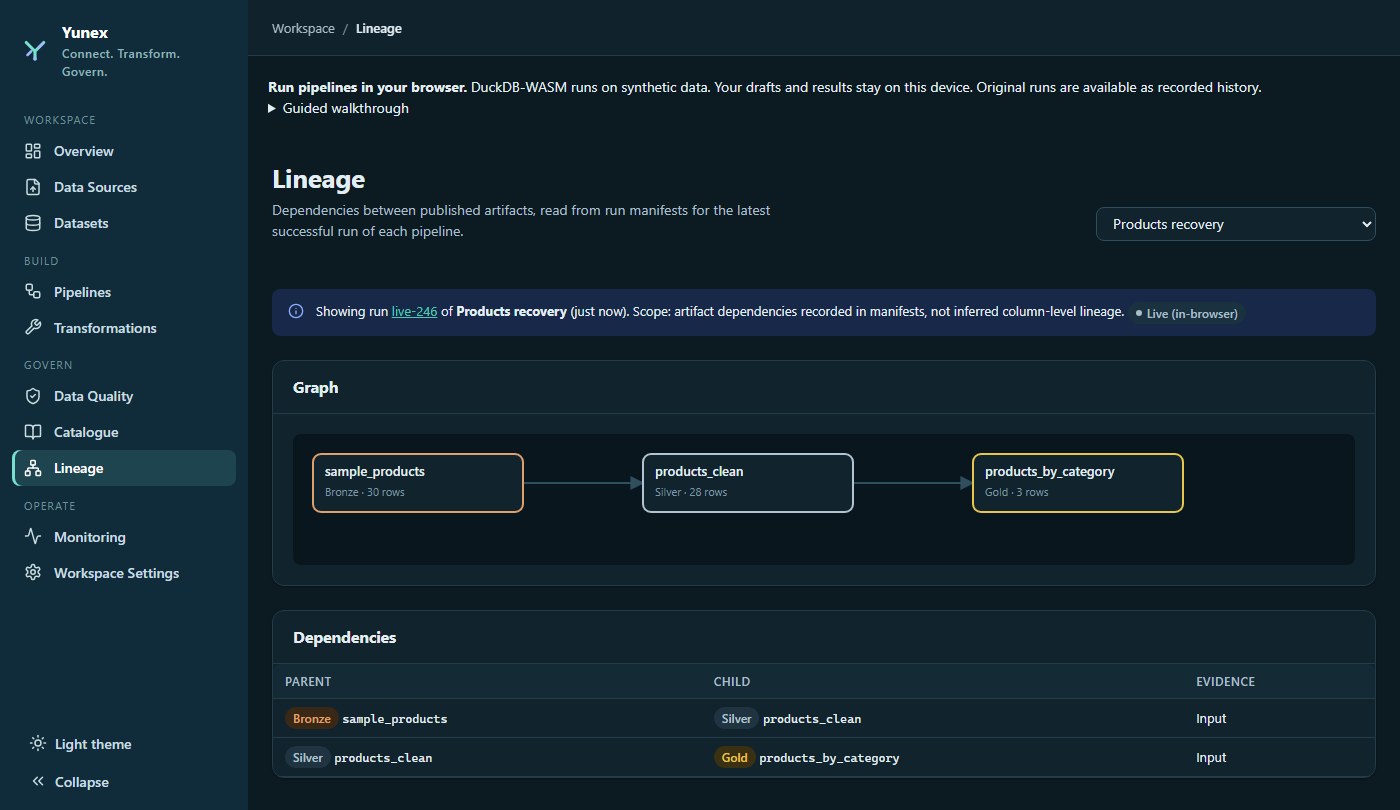 Yunex
Connect. Transform.
Govern.
WORKSPACE
Overview
Data Sources
Datasets
BUILD
Pipelines
Transformations
GOVERN
Data Quality
Catalogue
Lineage
OPERATE
Monitoring
Workspace Settings
Light theme
Collapse
Workspace / Lineage
Run pipelines in your browser. DuckDB-WASM runs on synthetic data. Your drafts and results stay on this device. Original runs are available as recorded history.
Guided walkthrough
Lineage
Dependencies between published artifacts, read from run manifests for the latest
successful run of each pipeline.
Products recovery
Showing run live-246 of Products recovery (just now). Scope: artifact dependencies recorded in manifests, not inferred column-level lineage. Live (in-browser)
Graph
sample_products
Bronze · 30 rows
products_clean
Silver · 28 rows
products_by_category
Gold · 3 rows
Dependencies
PARENT CHILD EVIDENCE
Bronze sample_products Silver products_clean Input
Silver products_clean Gold products_by_category Input